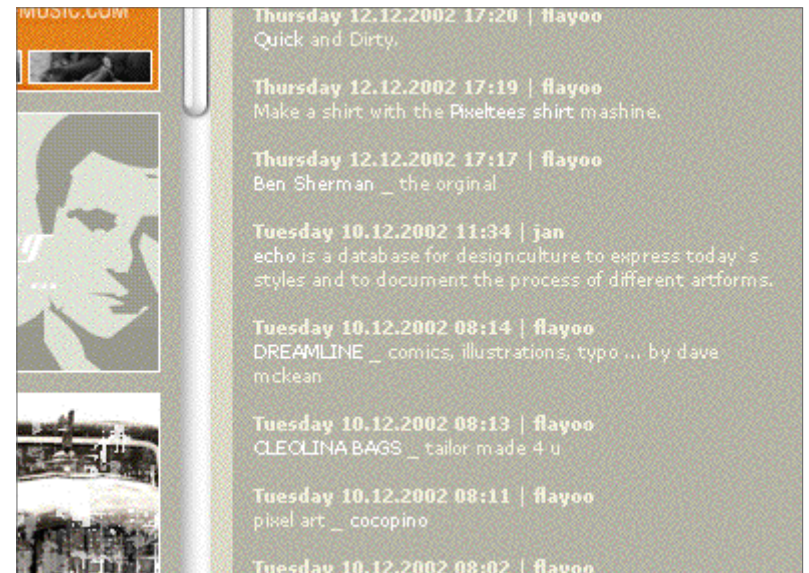 MUSIC.COM
g
...
Thursday 12.12.2002 17:20 | flayoo
Quick and Dirty.
Thursday 12.12.2002 17:19 | flayoo
Make a shirt with the Pixeltees shirt mashine.
Thursday 12.12.2002 17:17 | flayoo
Ben Sherman _ the orginal
Tuesday 10.12.2002 11:34 | jan
echo is a database for designculture to express today`s
styles and to document the process of different artforms.
Tuesday 10.12.2002 08:14 | flayoo
DREAMLINE _ comics, illustrations, typo ... by dave
mckean
Tuesday 10.12.2002 08:13 | flayoo
CLEOLINA BAGS _ tailor made 4 u
Tuesday 10.12.2002 08:11 | flayoo
pixel art _ cocopino
Tuesday 10.12.2002 08:02 | flayoo